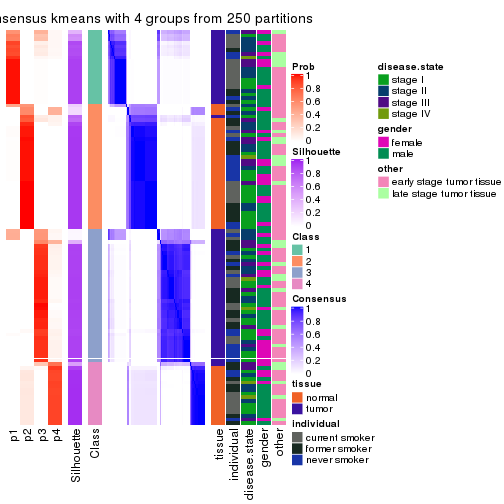 nsensus kmeans with 4 groups from 250 partitions
p1
p2
p3
p4
Silhouette
Class
tissue
individual
disease.state
gender
other
Prob
1
0.8
0.6
0.4
0.2
0
Silhouette
1
0.8
0.6
0.4
0.2
0
Class
1
2
3
4
Consensus
1
0.8
0.6
0.4
0.2
0
tissue
normal
tumor
individual
current smoker
former smoker
never smoker
disease.state
stage I
stage II
stage III
stage IV
gender
female
male
other
early stage tumor tissue
late stage tumor tissue